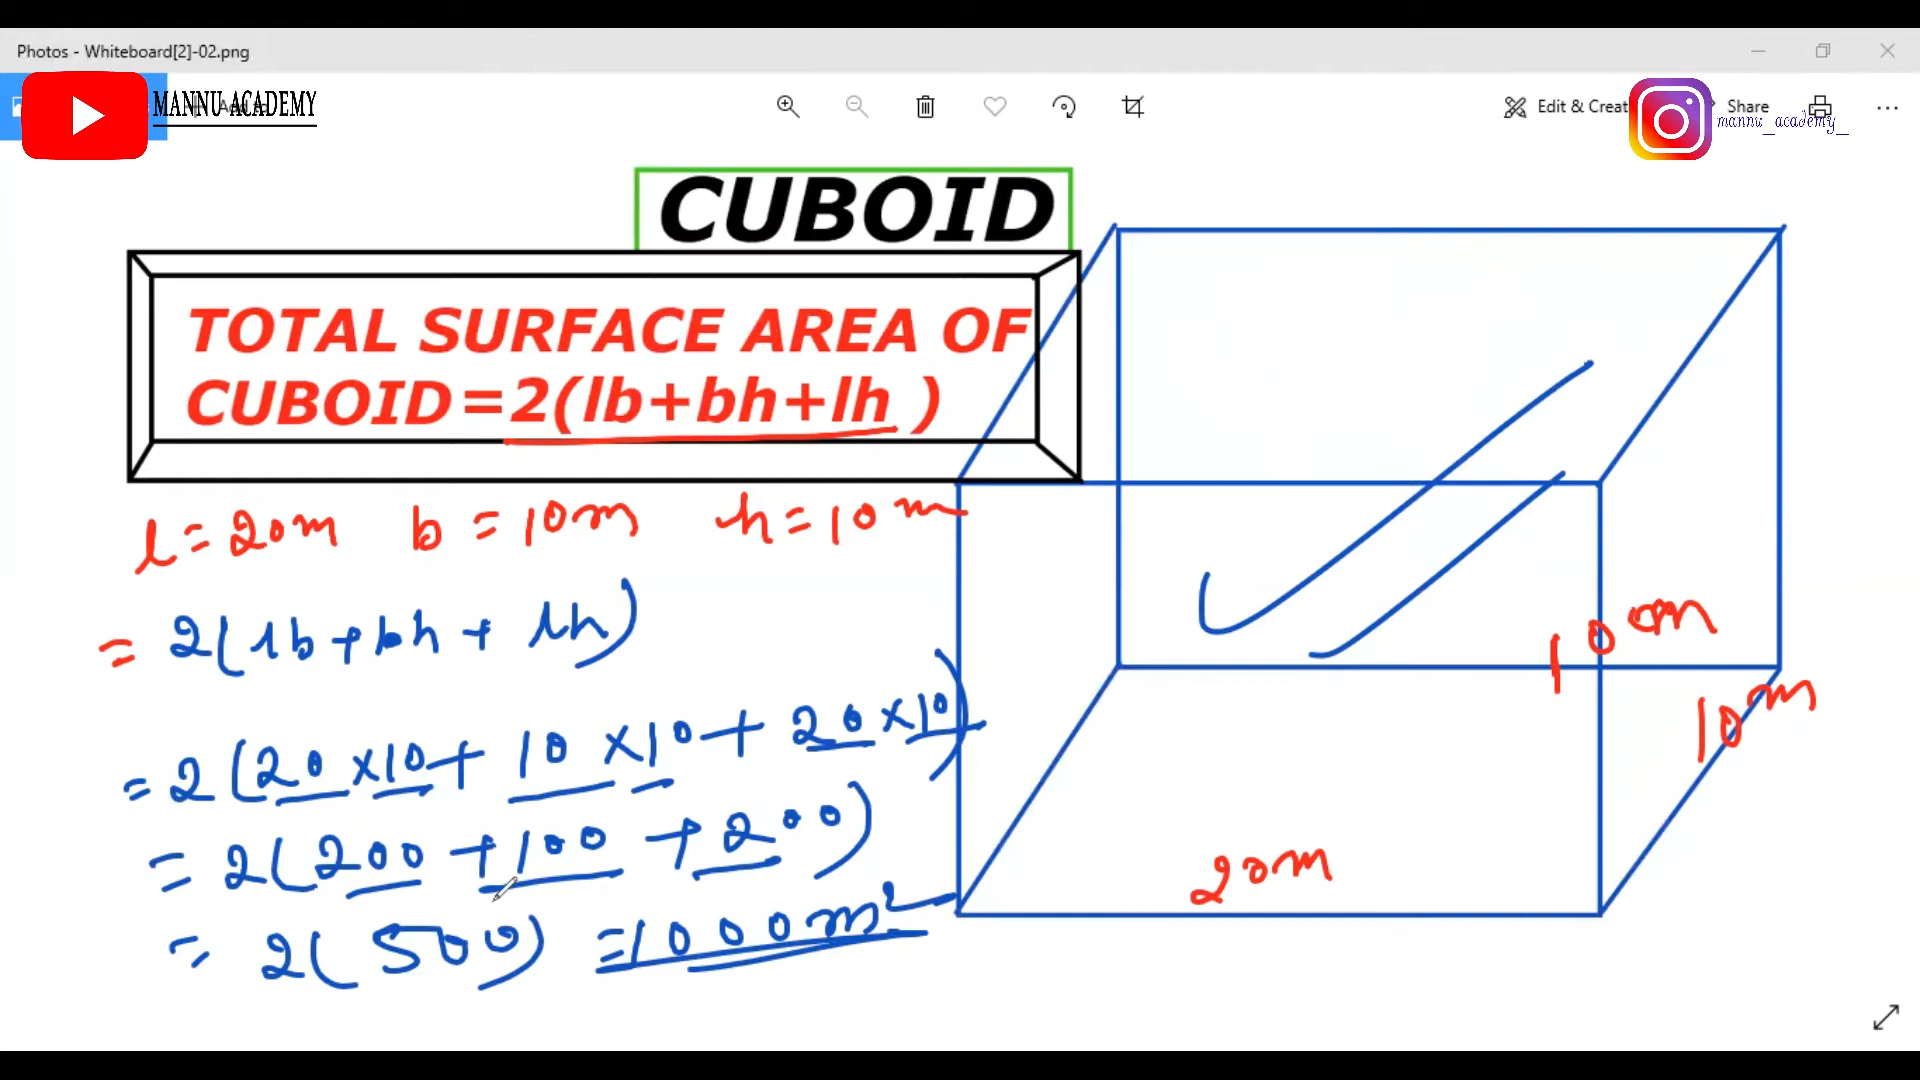 Photos - Whiteboard[2]-02.png
MANNU ACADEMY
Edit & Creat
Share
mannu_academy_
CUBOID
TOTAL SURFACE AREA OF
CUBOID =2(lb+bh+lh )
l = 20m b = 10m h = 10m
= 2(lb+bh+lh)
= 2(20×10+10×10+20×10)
= 2(200+100+200)
= 2(500) =1000m²
10m
10m
20m